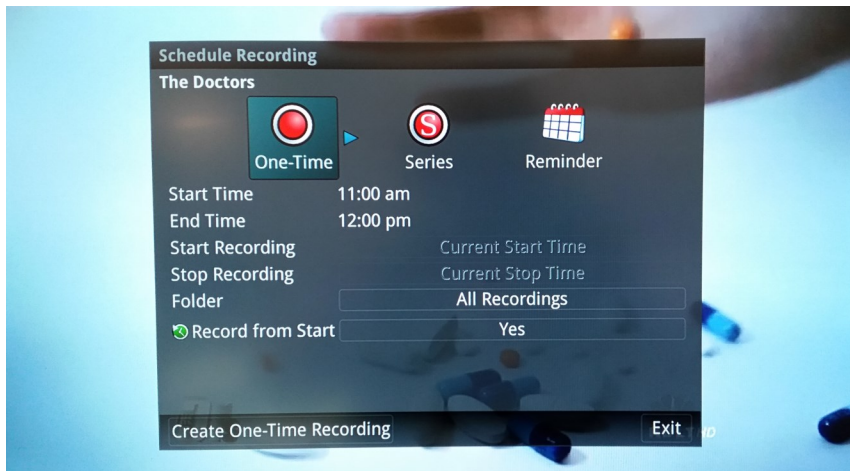 Schedule Recording
The Doctors
S
One-Time Series Reminder
Start Time 11:00 am
End Time 12:00 pm
Start Recording Current Start Time
Stop Recording Current Stop Time
Folder All Recordings
Record from Start Yes
Create One-Time Recording Exit
HD